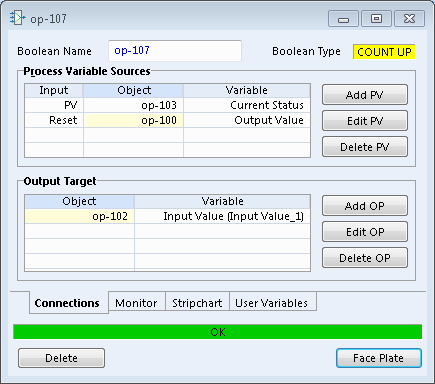 op-107
Boolean Name op-107 Boolean Type COUNT UP
Process Variable Sources
Input Object Variable
PV op-103 Current Status
Reset op-100 Output Value
Add PV
Edit PV
Delete PV
Output Target
Object Variable
op-102 Input Value (Input Value_1)
Add OP
Edit OP
Delete OP
Connections Monitor Stripchart User Variables
OK
Delete Face Plate